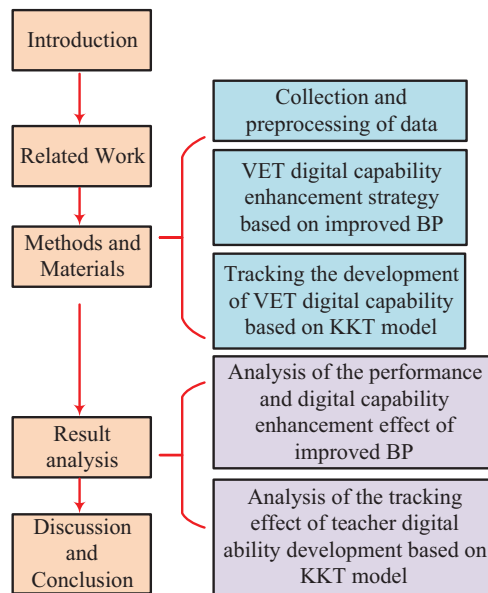 Introduction
Related Work
Methods and
Materials
Collection and
preprocessing of data
VET digital capability
enhancement strategy
based on improved BP
Tracking the development
of VET digital capability
based on KKT model
Result
analysis
Analysis of the performance
and digital capability
enhancement effect of
improved BP
Analysis of the tracking
effect of teacher digital
ability development based on
KKT model
Discussion
and
Conclusion